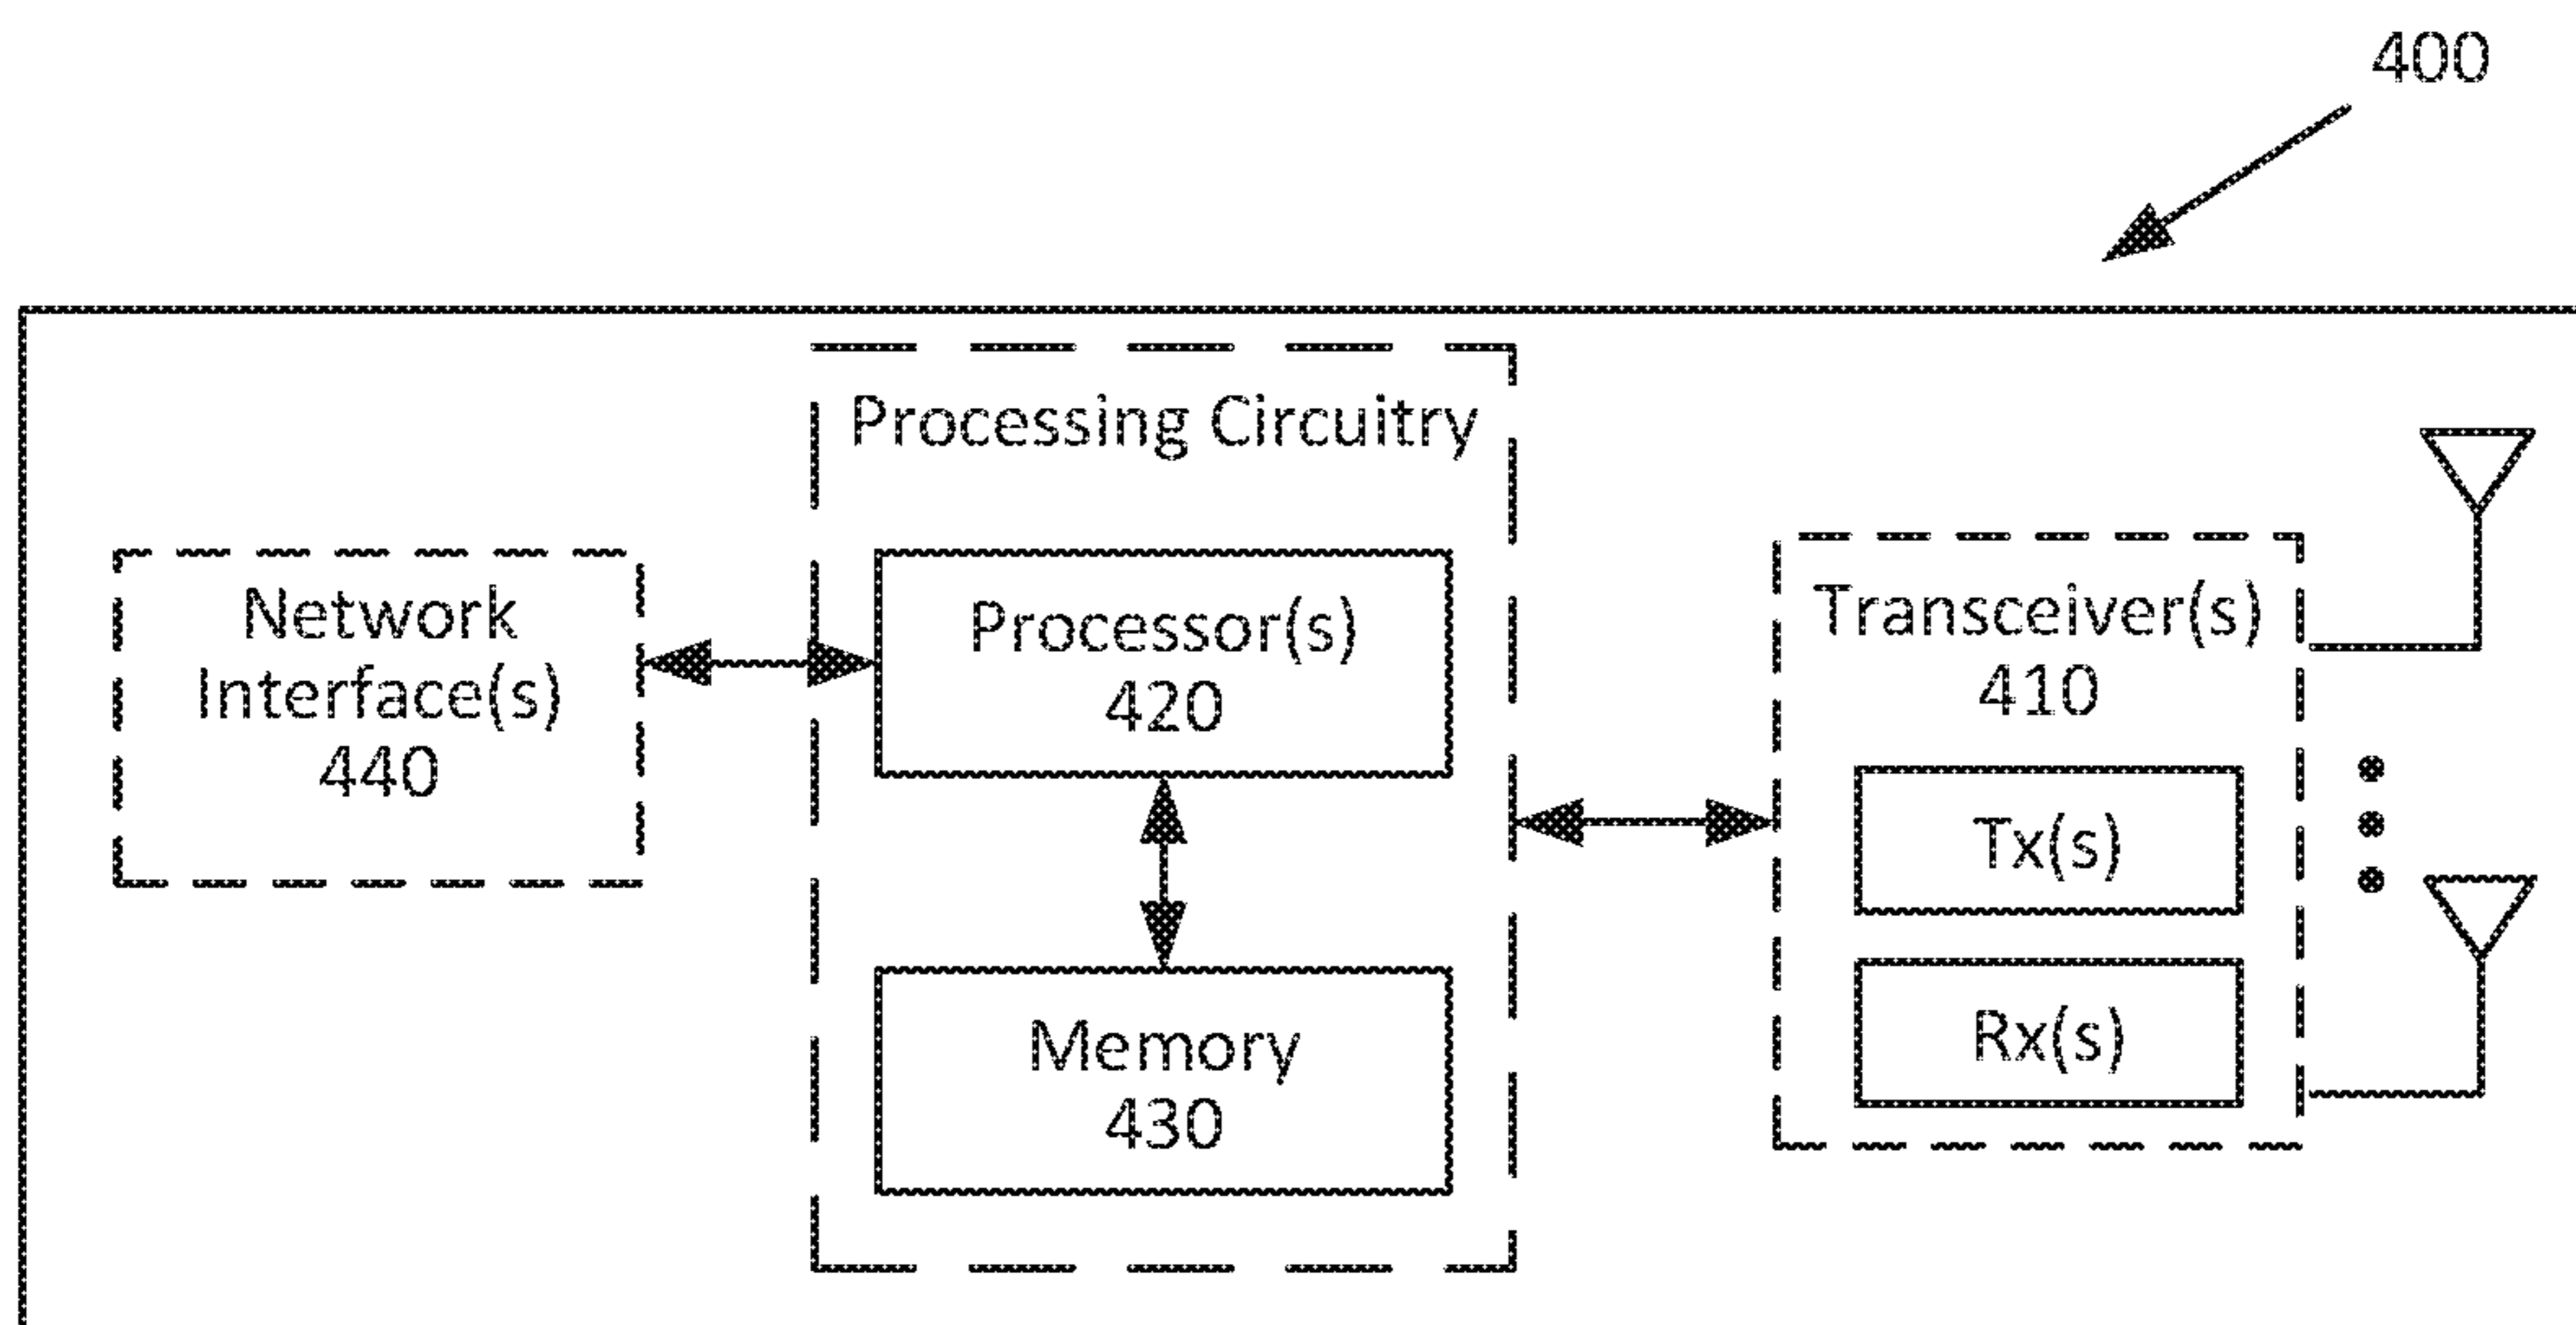 400
Processing Circuitry
Network
Interface(s)
440
Processor(s)
420
Memory
430
Transceiver(s)
410
Tx(s)
Rx(s)